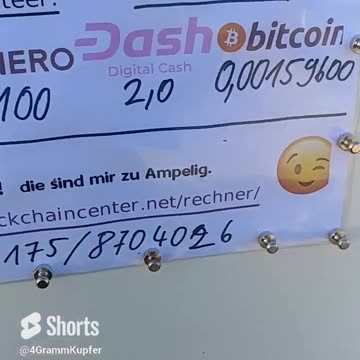 NERO Dash bitcoin
Digital Cash
100 2,0 0,00159600
! die sind mir zu Ampelig.
ckchaincenter.net/rechner/
175/8704026
Shorts
@4GrammKupfer